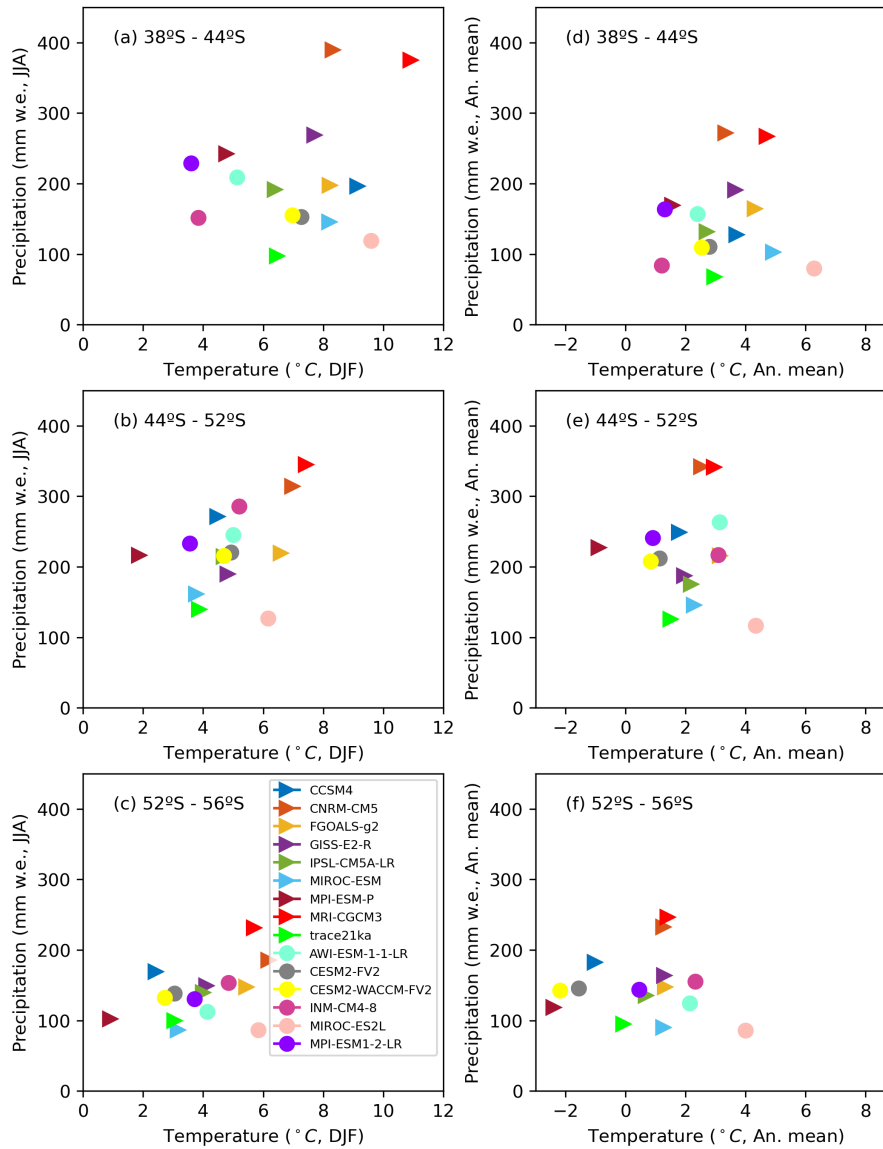 (a) 38ºS - 44ºS
Precipitation (mm w.e., JJA)
400
300
200
100
0
0 2 4 6 8 10 12
Temperature (°C, DJF)
(d) 38ºS - 44ºS
Precipitation (mm w.e., An. mean)
400
300
200
100
0
−2 0 2 4 6 8
Temperature (°C, An. mean)
(b) 44ºS - 52ºS
Precipitation (mm w.e., JJA)
400
300
200
100
0
0 2 4 6 8 10 12
Temperature (°C, DJF)
(e) 44ºS - 52ºS
Precipitation (mm w.e., An. mean)
400
300
200
100
0
−2 0 2 4 6 8
Temperature (°C, An. mean)
(c) 52ºS - 56ºS
Precipitation (mm w.e., JJA)
400
300
200
100
0
0 2 4 6 8 10 12
Temperature (°C, DJF)
CCSM4
CNRM-CM5
FGOALS-g2
GISS-E2-R
IPSL-CM5A-LR
MIROC-ESM
MPI-ESM-P
MRI-CGCM3
trace21ka
AWI-ESM-1-1-LR
CESM2-FV2
CESM2-WACCM-FV2
INM-CM4-8
MIROC-ES2L
MPI-ESM1-2-LR
(f) 52ºS - 56ºS
Precipitation (mm w.e., An. mean)
400
300
200
100
0
−2 0 2 4 6 8
Temperature (°C, An. mean)